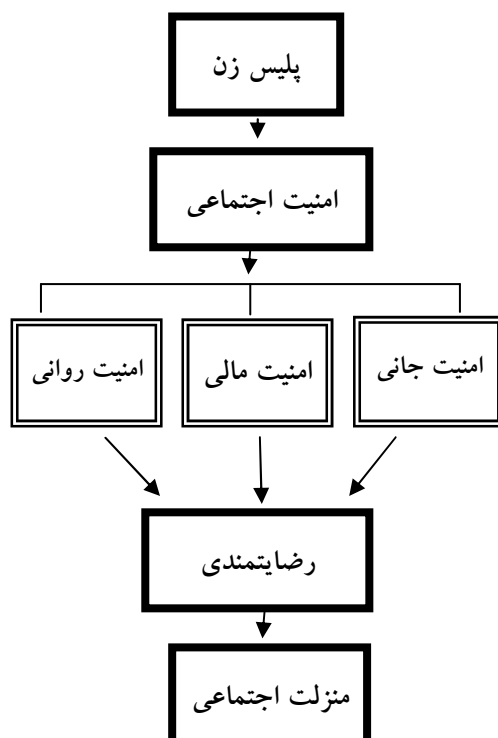 پلیس زن
امنیت اجتماعی
امنیت جانی
امنیت مالی
امنیت روانی
رضایتمندی
منزلت اجتماعی